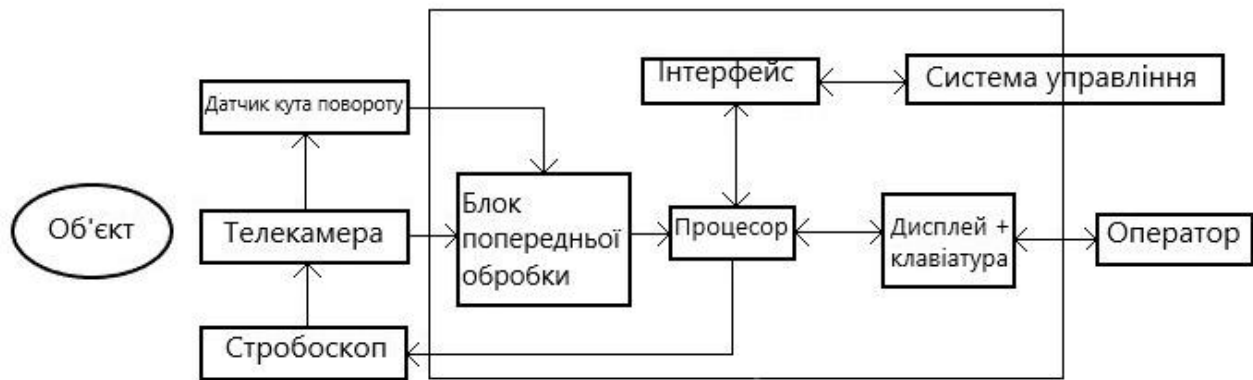 Інтерфейс
Система управління
Датчик кута повороту
Об'єкт
Телекамера
Блок
попередньої
обробки
Процесор
Дисплей +
клавіатура
Оператор
Стробоскоп